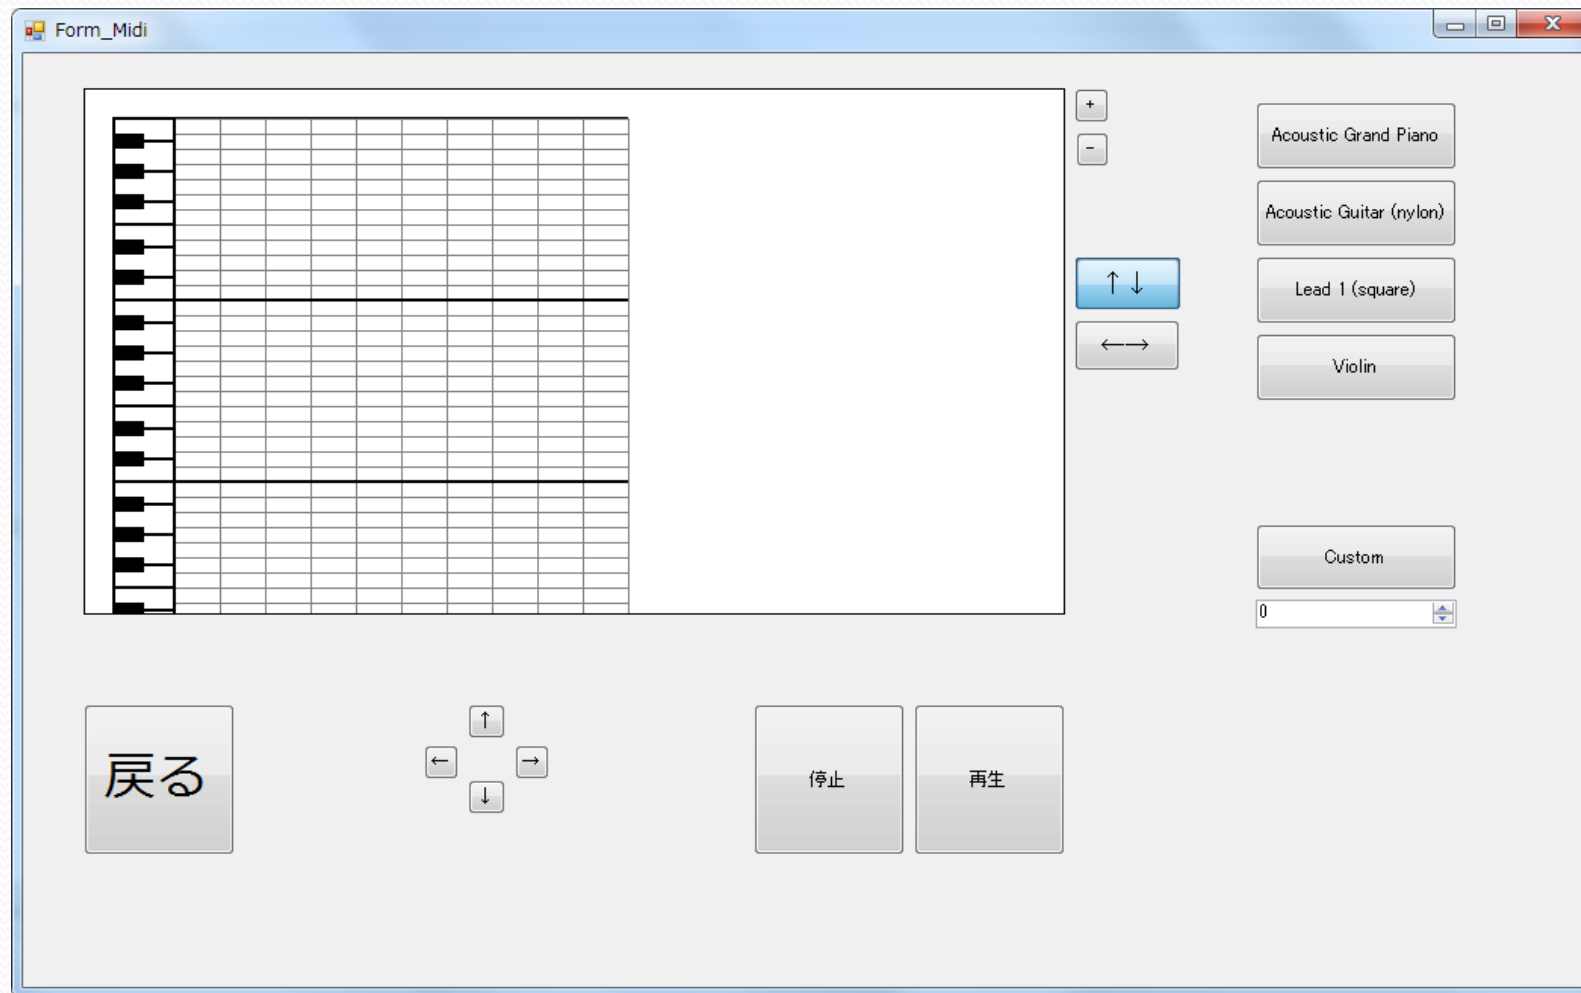 Form_Midi
+
-
↑↓
←→
Acoustic Grand Piano
Acoustic Guitar (nylon)
Lead 1 (square)
Violin
Custom
0
戻る
↑
← →
↓
停止
再生